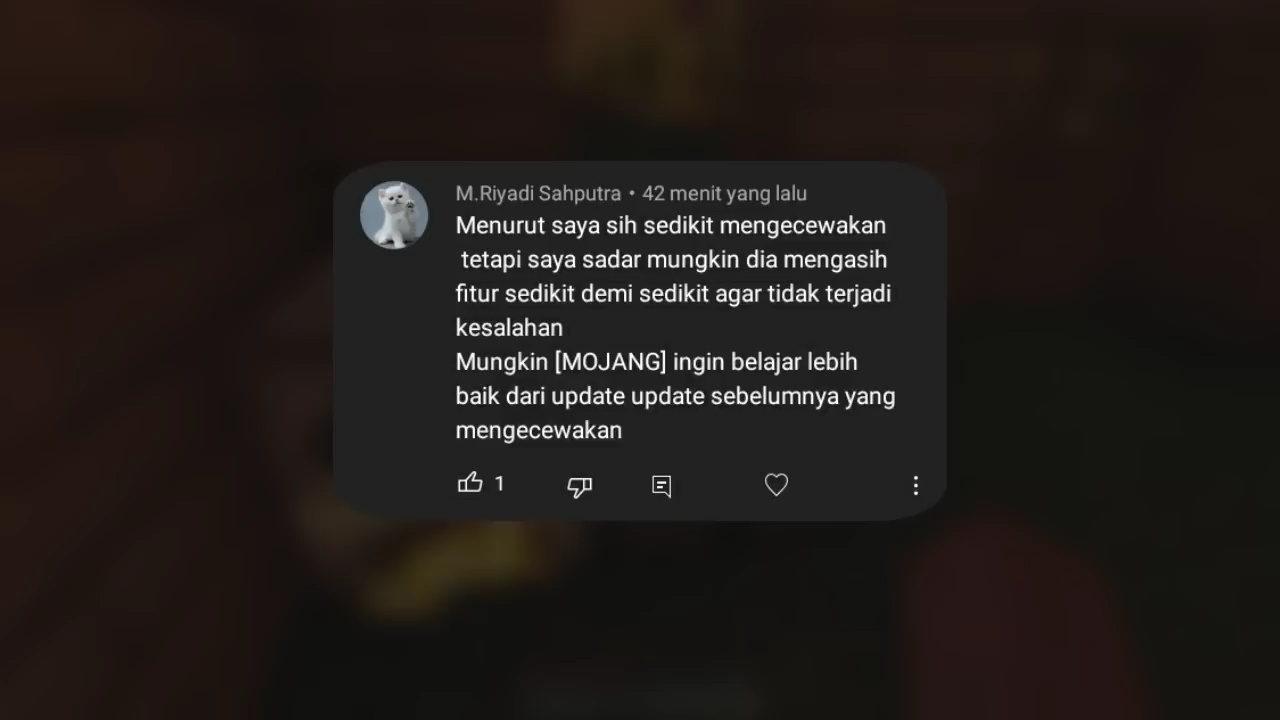 M.Riyadi Sahputra • 42 menit yang lalu
Menurut saya sih sedikit mengecewakan
tetapi saya sadar mungkin dia mengasih
fitur sedikit demi sedikit agar tidak terjadi
kesalahan
Mungkin [MOJANG] ingin belajar lebih
baik dari update update sebelumnya yang
mengecewakan
1